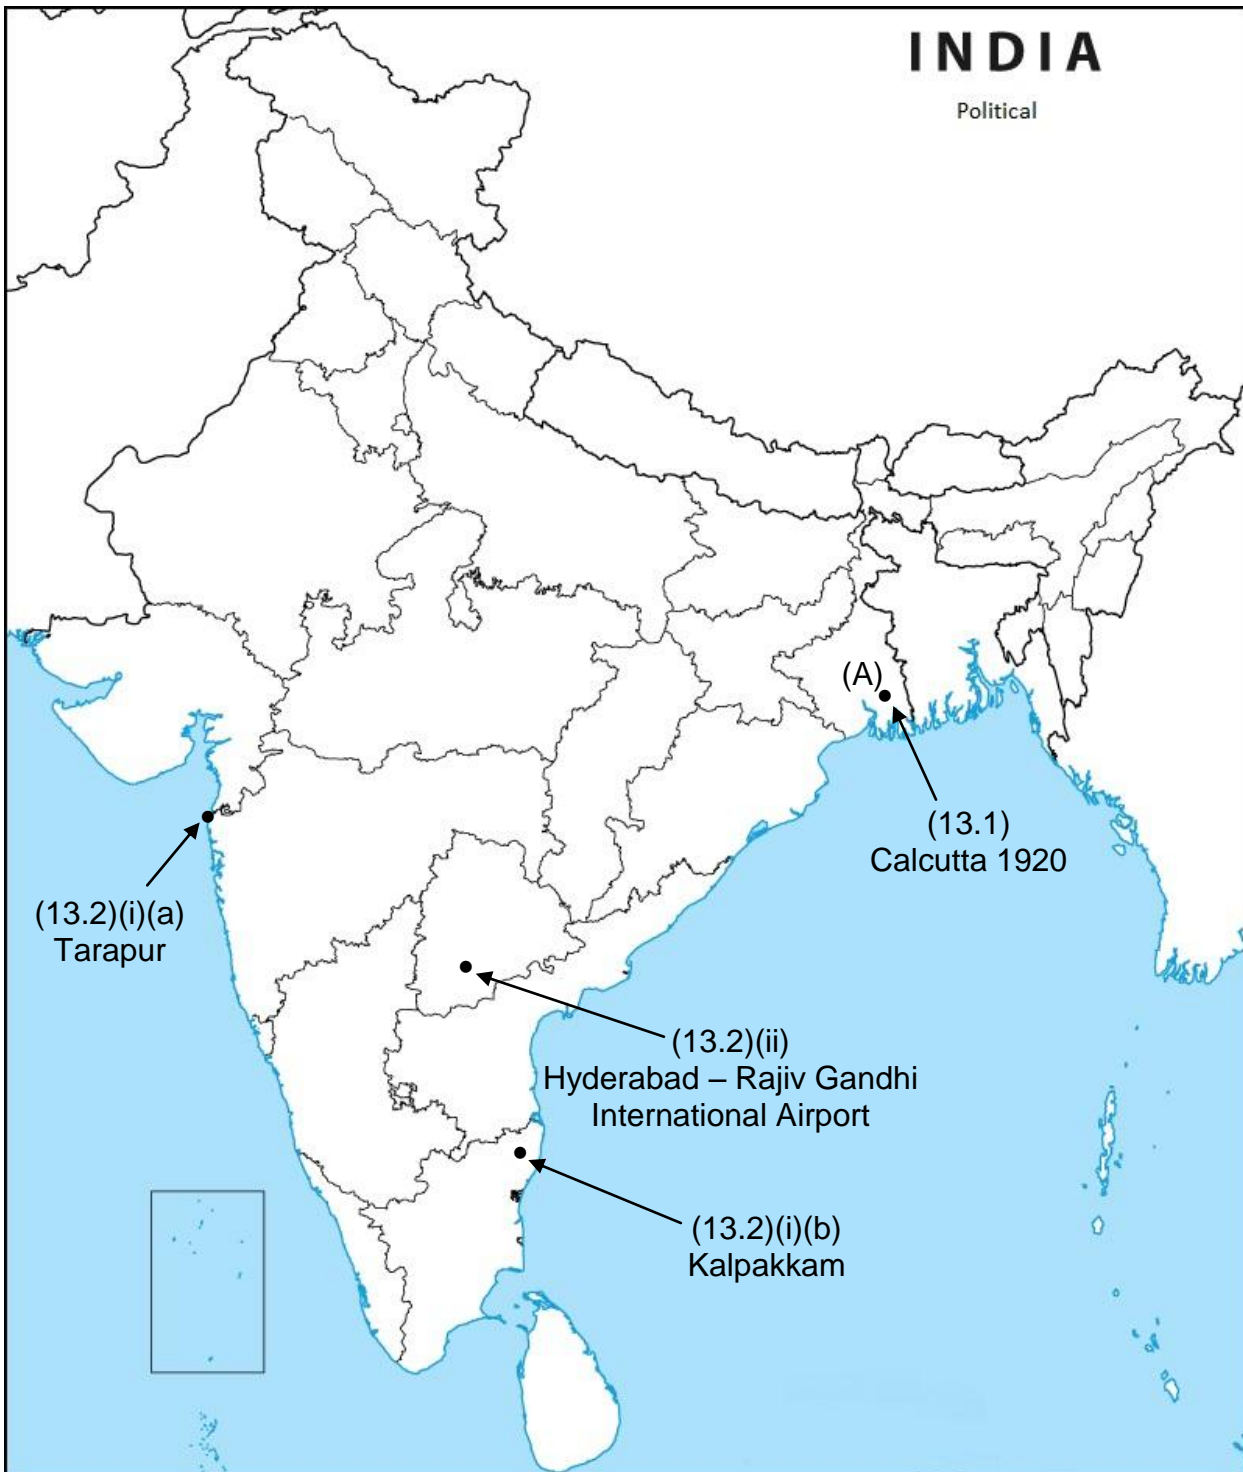 INDIA
Political
(A)
(13.1)
Calcutta 1920
(13.2)(i)(a)
Tarapur
(13.2)(ii)
Hyderabad – Rajiv Gandhi
International Airport
(13.2)(i)(b)
Kalpakkam